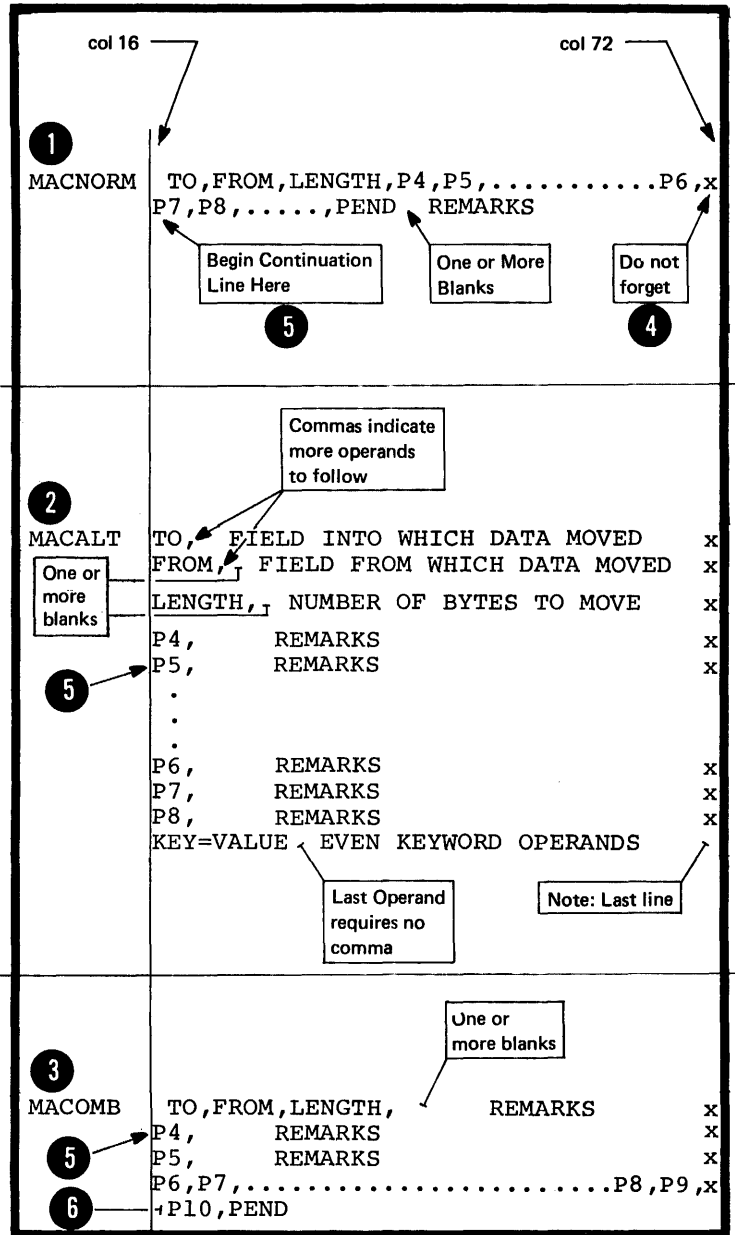 col 16
col 72
1
MACNORM TO,FROM,LENGTH,P4,P5,...........P6,x
P7,P8,.....,PEND REMARKS
Begin Continuation
Line Here
One or More
Blanks
Do not
forget
5
4
Commas indicate
more operands
to follow
2
MACALT TO, FIELD INTO WHICH DATA MOVED x
FROM, FIELD FROM WHICH DATA MOVED x
One or
more
blanks
LENGTH, NUMBER OF BYTES TO MOVE x
P4, REMARKS x
5
P5, REMARKS x
.
.
.
P6, REMARKS x
P7, REMARKS x
P8, REMARKS x
KEY=VALUE EVEN KEYWORD OPERANDS
Last Operand
requires no
comma
Note: Last line
One or
more blanks
3
MACOMB TO,FROM,LENGTH, REMARKS x
P4, REMARKS x
5
P5, REMARKS x
P6,P7,.........................P8,P9,x
6
P10,PEND